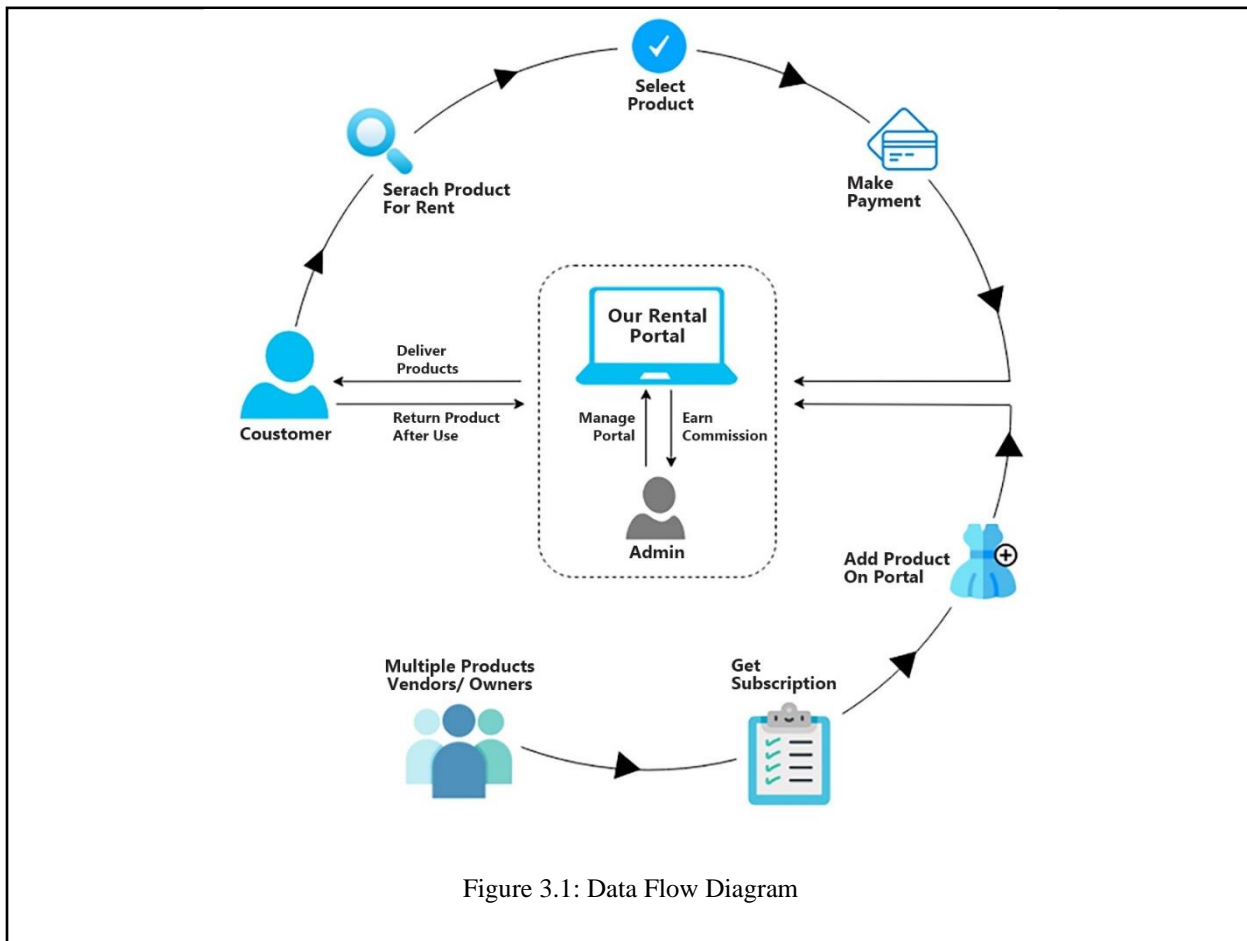 Select
Product
Serach Product
For Rent
Make
Payment
Our Rental
Portal
Deliver
Products
Return Product
After Use
Coustomer
Manage
Portal
Earn
Commission
Admin
Add Product
On Portal
Multiple Products
Vendors/ Owners
Get
Subscription
Figure 3.1: Data Flow Diagram